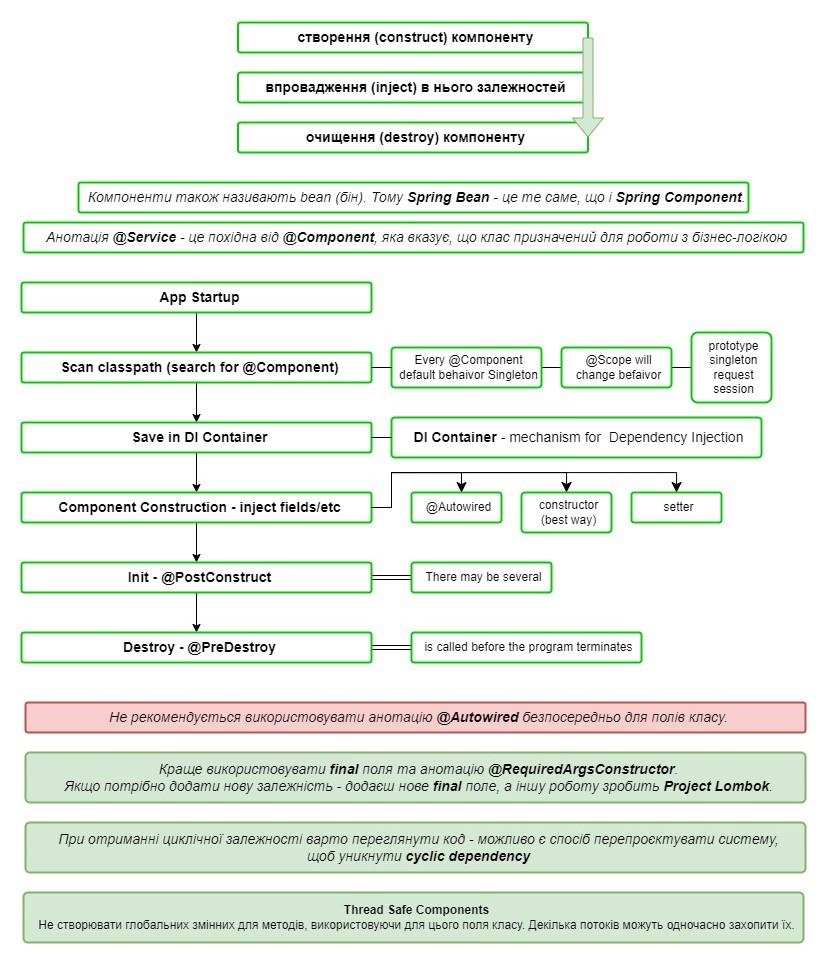 створення (construct) компоненту
впровадження (inject) в нього залежностей
очищення (destroy) компоненту
Компоненти також називають bean (бін). Тому Spring Bean - це те саме, що і Spring Component.
Анотація @Service - це похідна від @Component, яка вказує, що клас призначений для роботи з бізнес-логікою
App Startup
Scan classpath (search for @Component)
Every @Component
default behaivor Singleton
@Scope will
change befaivor
prototype
singleton
request
session
Save in DI Container
DI Container - mechanism for Dependency Injection
Component Construction - inject fields/etc
@Autowired
constructor
(best way)
setter
Init - @PostConstruct
There may be several
Destroy - @PreDestroy
is called before the program terminates
Не рекомендується використовувати анотацію @Autowired безпосередньо для полів класу.
Краще використовувати final поля та анотацію @RequiredArgsConstructor.
Якщо потрібно додати нову залежність - додаєш нове final поле, а іншу роботу зробить Project Lombok.
При отриманні циклічної залежності варто переглянути код - можливо є спосіб перепроєктувати систему,
щоб уникнути cyclic dependency
Thread Safe Components
Не створювати глобальних змінних для методів, використовуючи для цього поля класу. Декілька потоків можуть одночасно захопити їх.